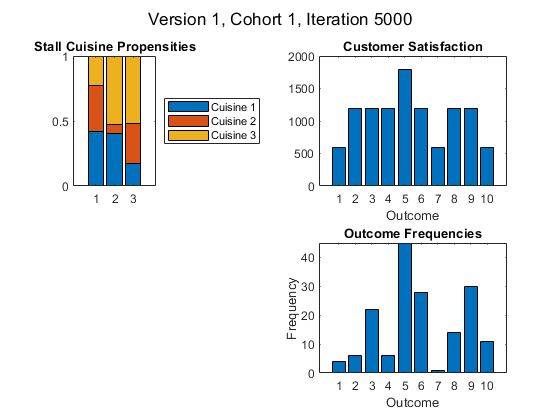 Version 1, Cohort 1, Iteration 5000
Stall Cuisine Propensities
1
0.5
0
1 2 3
Cuisine 1
Cuisine 2
Cuisine 3
Customer Satisfaction
2000
1500
1000
500
0
1 2 3 4 5 6 7 8 9 10
Outcome
Outcome Frequencies
Frequency
40
30
20
10
0
1 2 3 4 5 6 7 8 9 10
Outcome